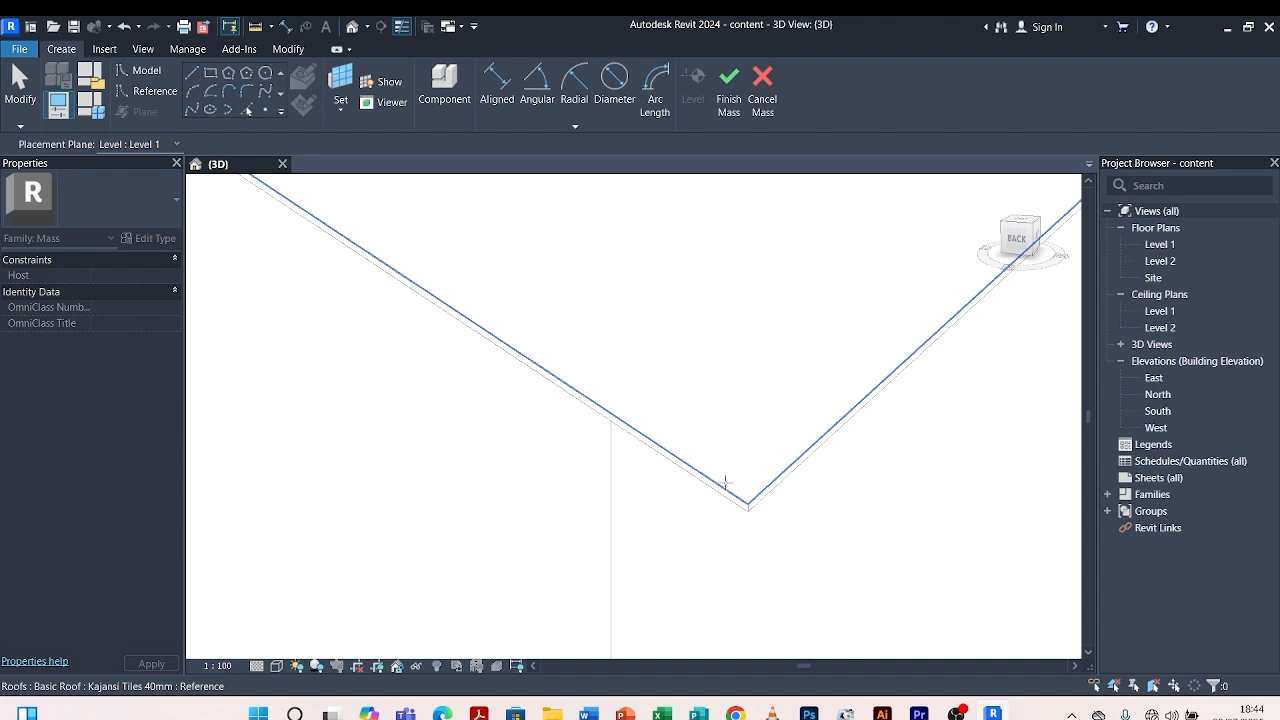 Autodesk Revit 2024 - content - 3D View: {3D}
Sign In
File
Create
Insert
View
Manage
Add-Ins
Modify
Modify
Model
Reference
Plane
Set
Show
Viewer
Component
Aligned
Angular
Radial
Diameter
Arc Length
Level
Finish Mass
Cancel Mass
Placement Plane: Level : Level 1
Properties
{3D}
Project Browser - content
R
Family: Mass
Edit Type
Constraints
Host
Identity Data
OmniClass Numb...
OmniClass Title
BACK
Search
Views (all)
Floor Plans
Level 1
Level 2
Site
Ceiling Plans
Level 1
Level 2
3D Views
Elevations (Building Elevation)
East
North
South
West
Legends
Schedules/Quantities (all)
Sheets (all)
Families
Groups
Revit Links
Properties help
Apply
1 : 100
Roofs : Basic Roof : Kajansi Tiles 40mm : Reference
:0
18:44